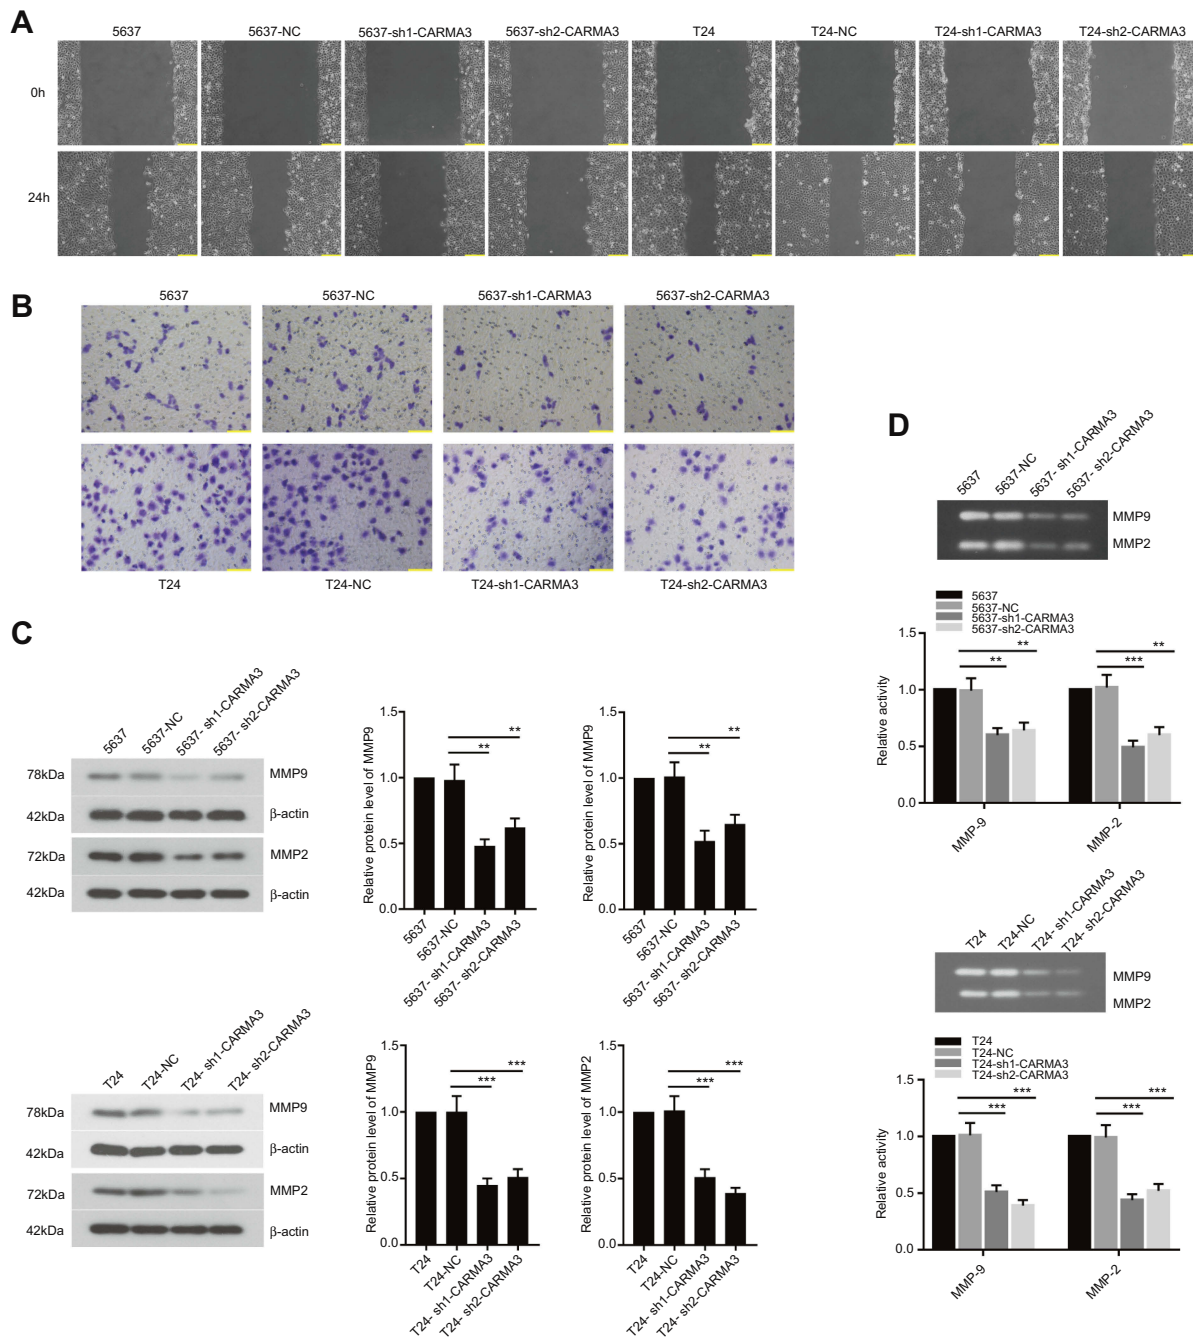 A
5637
5637-NC
5637-sh1-CARMA3
5637-sh2-CARMA3
T24
T24-NC
T24-sh1-CARMA3
T24-sh2-CARMA3
0h
24h
B
5637
5637-NC
5637-sh1-CARMA3
5637-sh2-CARMA3
T24
T24-NC
T24-sh1-CARMA3
T24-sh2-CARMA3
C
5637
5637-NC
5637- sh1-CARMA3
5637- sh2-CARMA3
78kDa
MMP9
42kDa
β-actin
72kDa
MMP2
42kDa
β-actin
Relative protein level of MMP9
1.5
1.0
0.5
0.0
**
**
5637
5637-NC
5637- sh1-CARMA3
5637- sh2-CARMA3
Relative protein level of MMP9
1.5
1.0
0.5
0.0
**
**
5637
5637-NC
5637- sh1-CARMA3
5637- sh2-CARMA3
T24
T24-NC
T24- sh1-CARMA3
T24- sh2-CARMA3
78kDa
MMP9
42kDa
β-actin
72kDa
MMP2
42kDa
β-actin
Relative protein level of MMP9
1.5
1.0
0.5
0.0
***
***
T24
T24-NC
T24- sh1-CARMA3
T24- sh2-CARMA3
Relative protein level of MMP2
1.5
1.0
0.5
0.0
***
***
T24
T24-NC
T24- sh1-CARMA3
T24- sh2-CARMA3
D
5637
5637-NC
5637- sh1-CARMA3
5637- sh2-CARMA3
MMP9
MMP2
5637
5637-NC
5637-sh1-CARMA3
5637-sh2-CARMA3
Relative activity
1.5
1.0
0.5
0.0
**
**
**
***
MMP-9
MMP-2
T24
T24-NC
T24- sh1-CARMA3
T24- sh2-CARMA3
MMP9
MMP2
T24
T24-NC
T24-sh1-CARMA3
T24-sh2-CARMA3
Relative activity
1.5
1.0
0.5
0.0
***
***
***
***
MMP-9
MMP-2